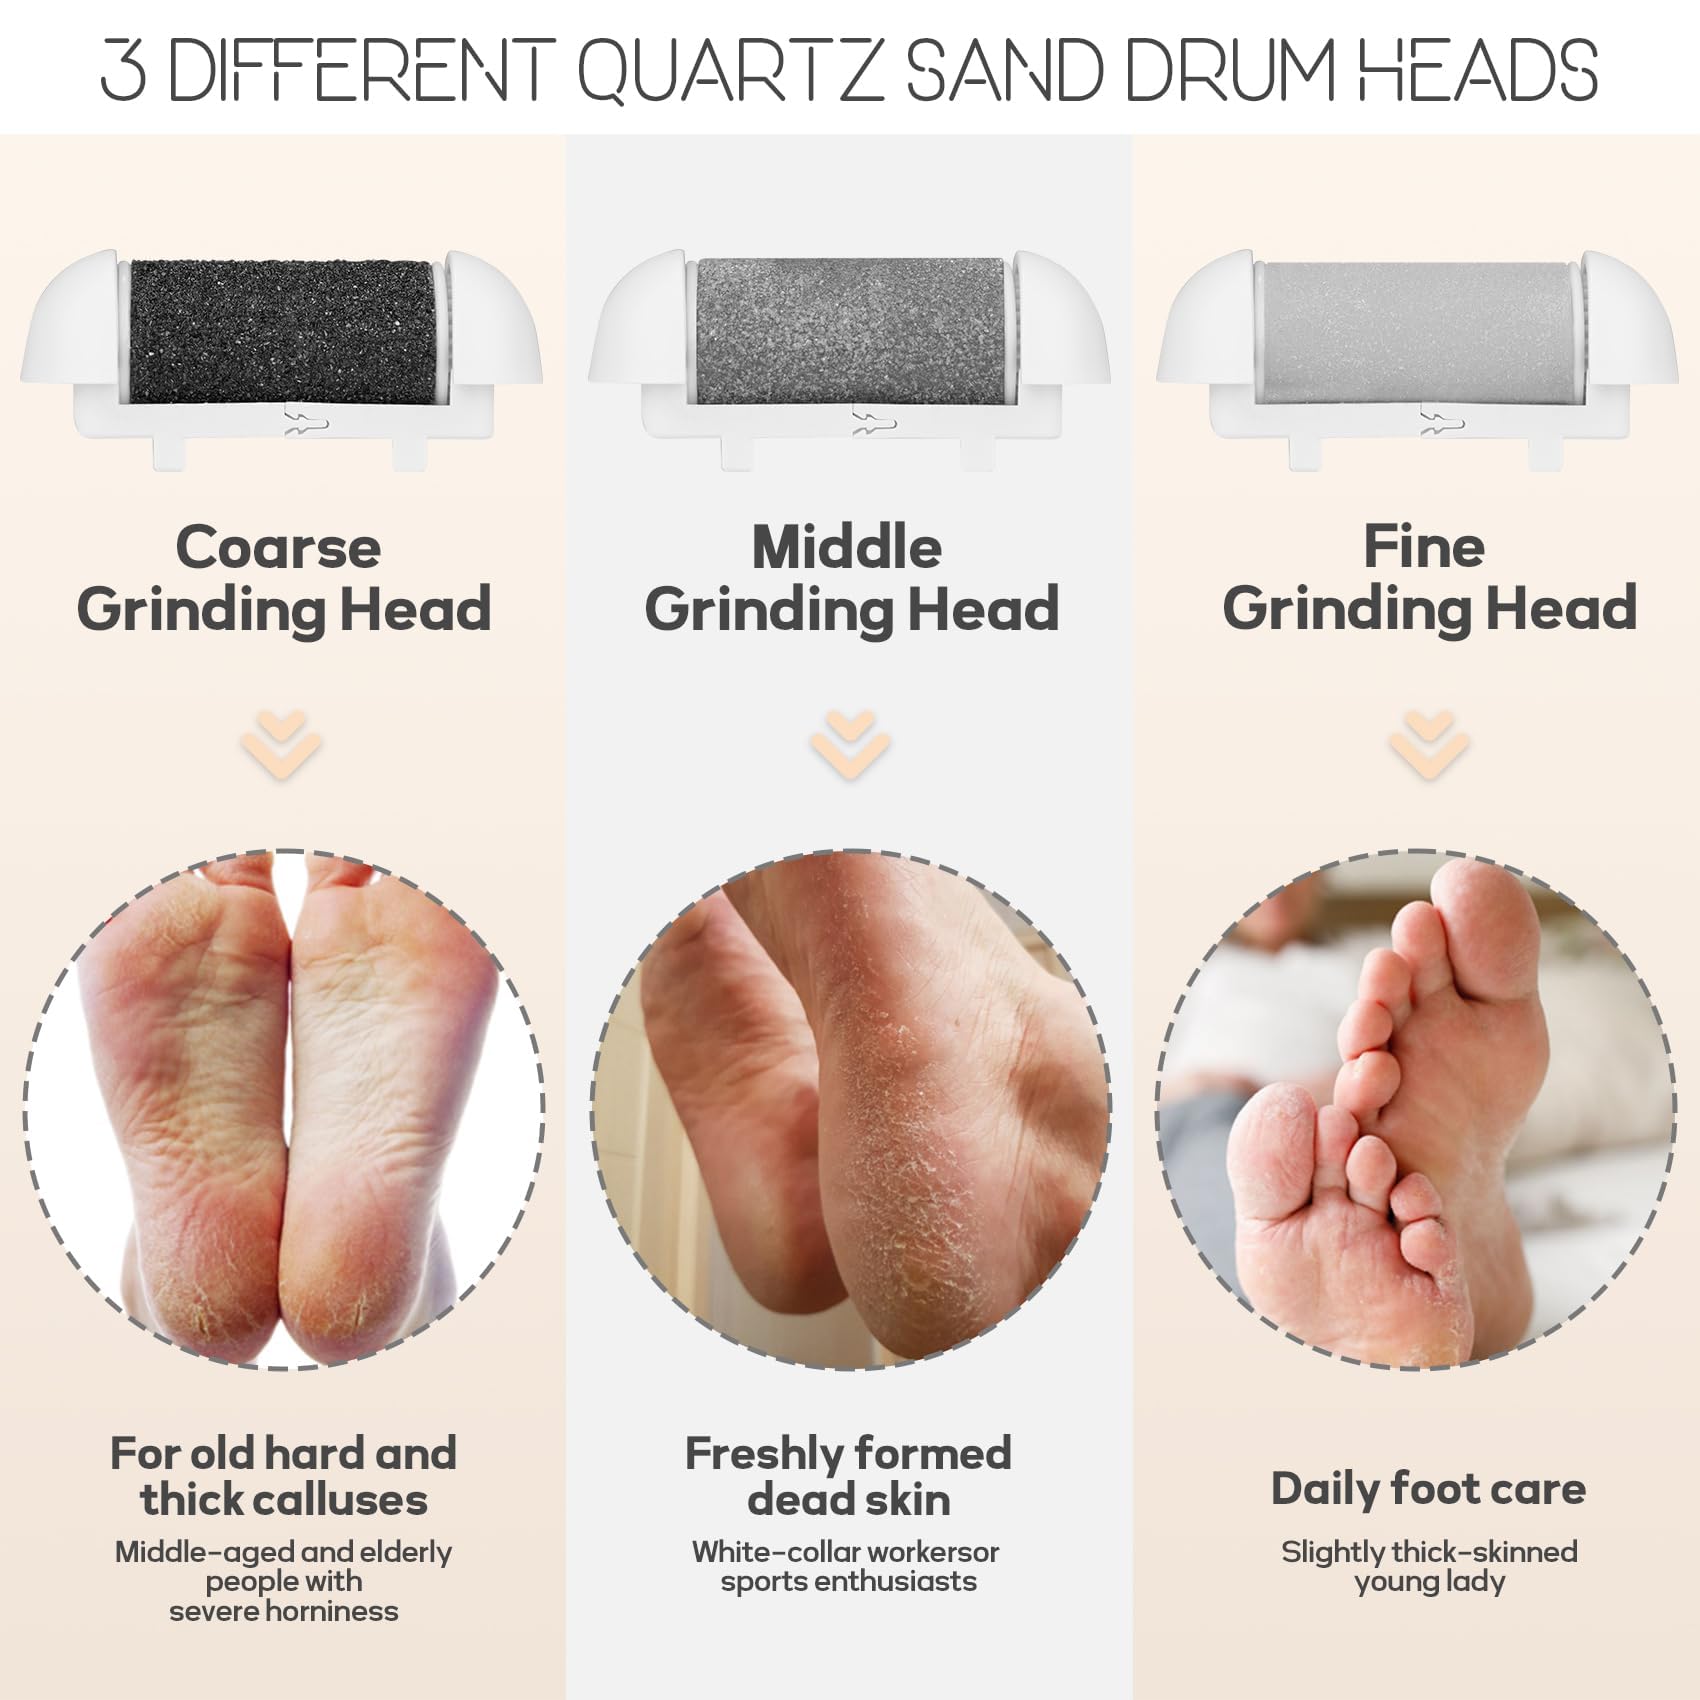 3 DIFFERENT QUARTZ SAND DRUM HEADS
Coarse
Grinding Head
Middle
Grinding Head
Fine
Grinding Head
For old hard and
thick calluses
Middle-aged and elderly
people with
severe horniness
Freshly formed
dead skin
White-collar workersor
sports enthusiasts
Daily foot care
Slightly thick-skinned
young lady